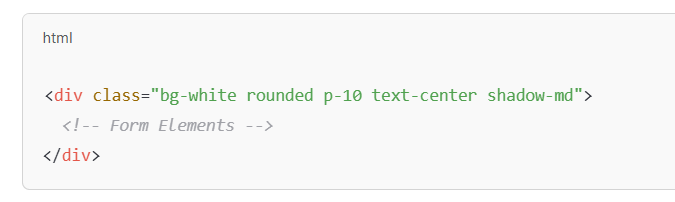 html
<div class="bg-white rounded p-10 text-center shadow-md">
<!-- Form Elements -->
</div>